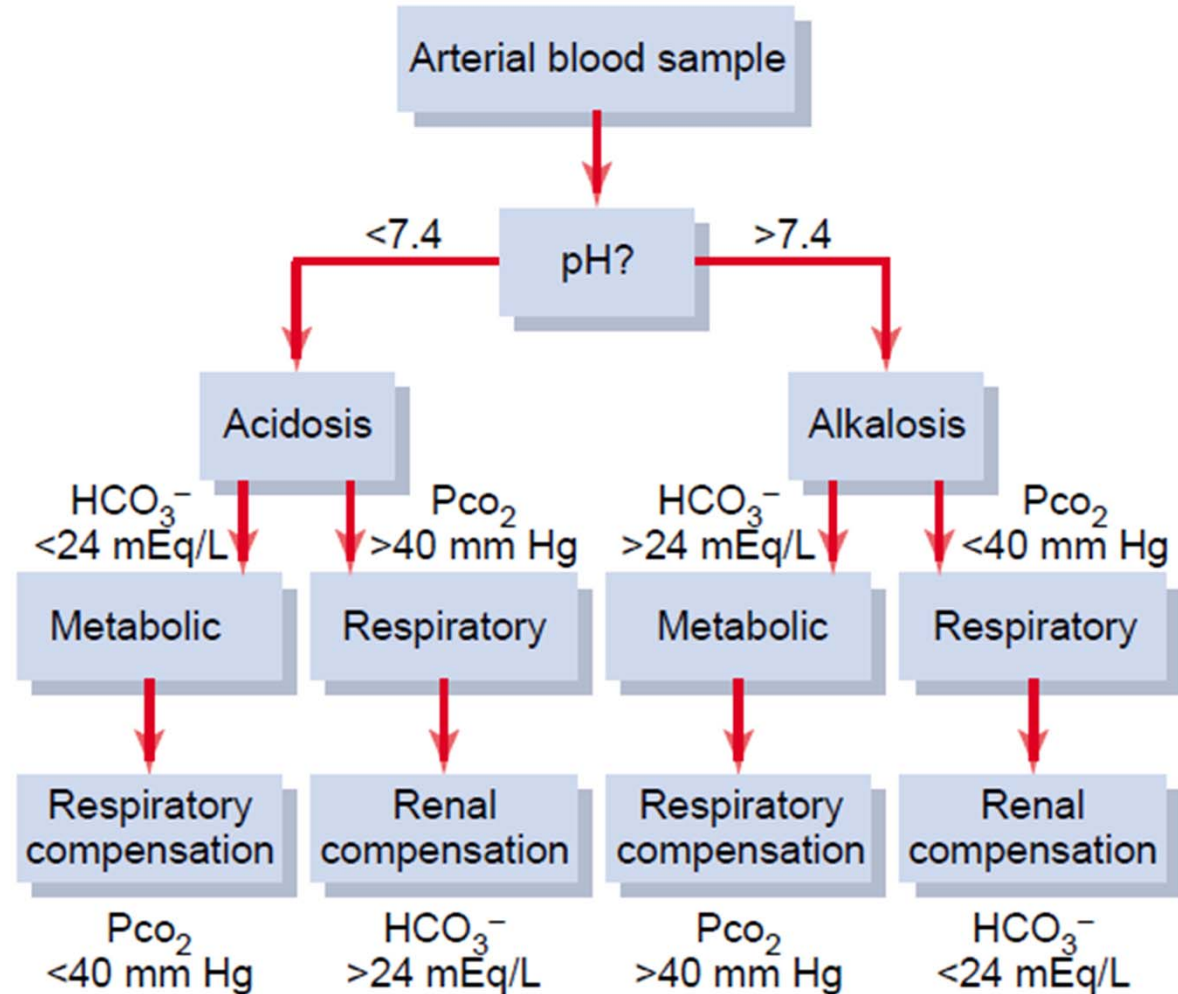 Arterial blood sample
<7.4
pH?
>7.4
Acidosis
Alkalosis
HCO₃⁻
<24 mEq/L
Pco₂
>40 mm Hg
HCO₃⁻
>24 mEq/L
Pco₂
<40 mm Hg
Metabolic
Respiratory
Metabolic
Respiratory
Respiratory
compensation
Renal
compensation
Respiratory
compensation
Renal
compensation
Pco₂
<40 mm Hg
HCO₃⁻
>24 mEq/L
Pco₂
>40 mm Hg
HCO₃⁻
<24 mEq/L